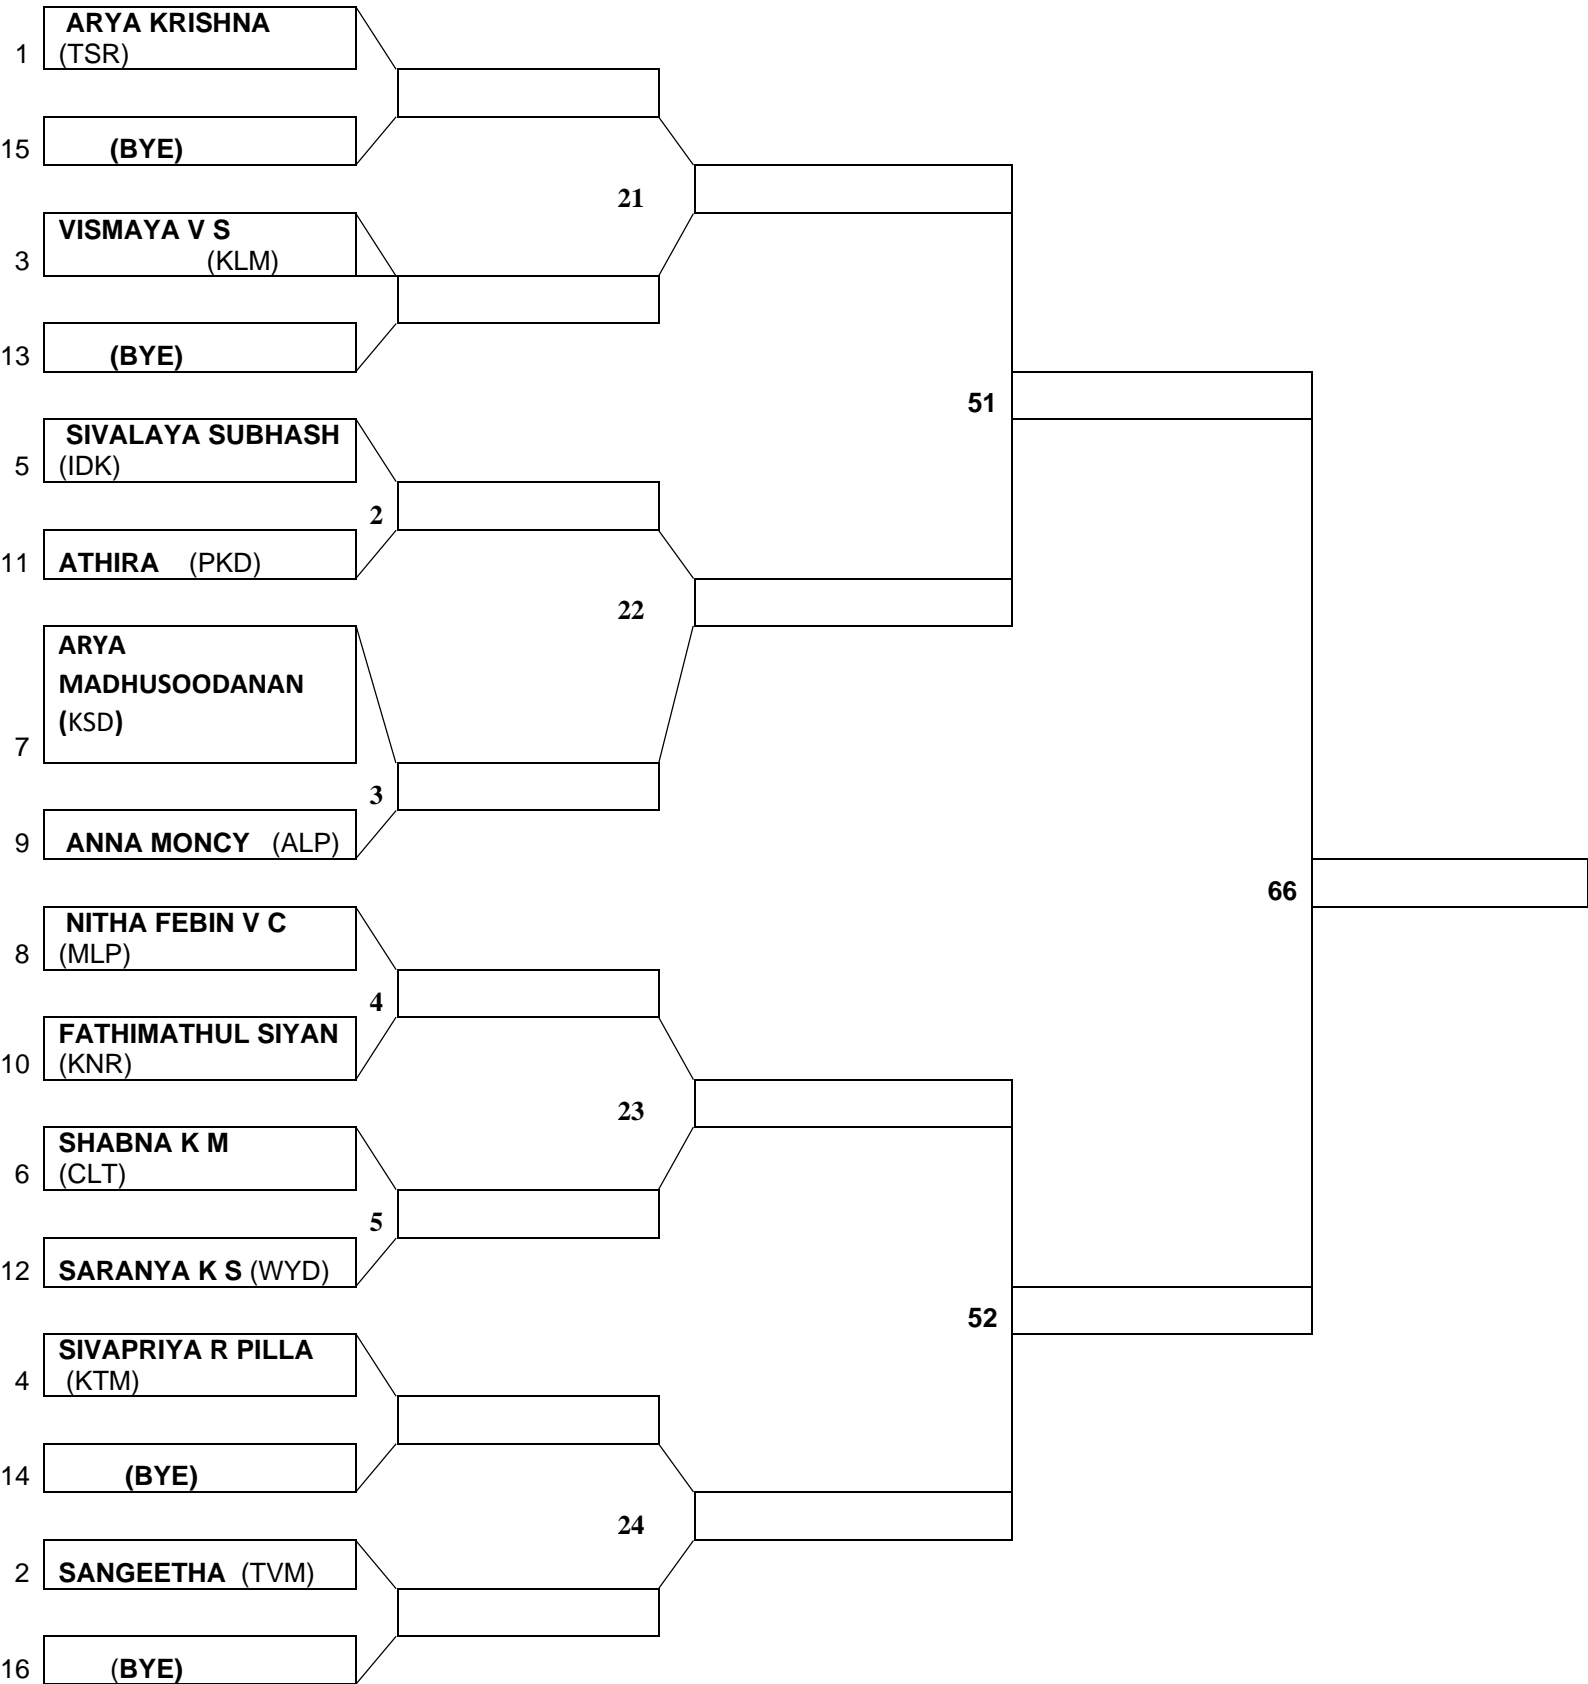 ARYA KRISHNA
1 (TSR)
15 (BYE)
21
VISMAYA V S
3 (KLM)
13 (BYE)
51
SIVALAYA SUBHASH
5 (IDK)
2
11 ATHIRA (PKD)
22
ARYA
MADHUSOODANAN
(KSD)
7
3
9 ANNA MONCY (ALP)
66
NITHA FEBIN V C
8 (MLP)
4
FATHIMATHUL SIYAN
10 (KNR)
23
SHABNA K M
6 (CLT)
5
12 SARANYA K S (WYD)
52
SIVAPRIYA R PILLA
4 (KTM)
14 (BYE)
24
2 SANGEETHA (TVM)
16 (BYE)